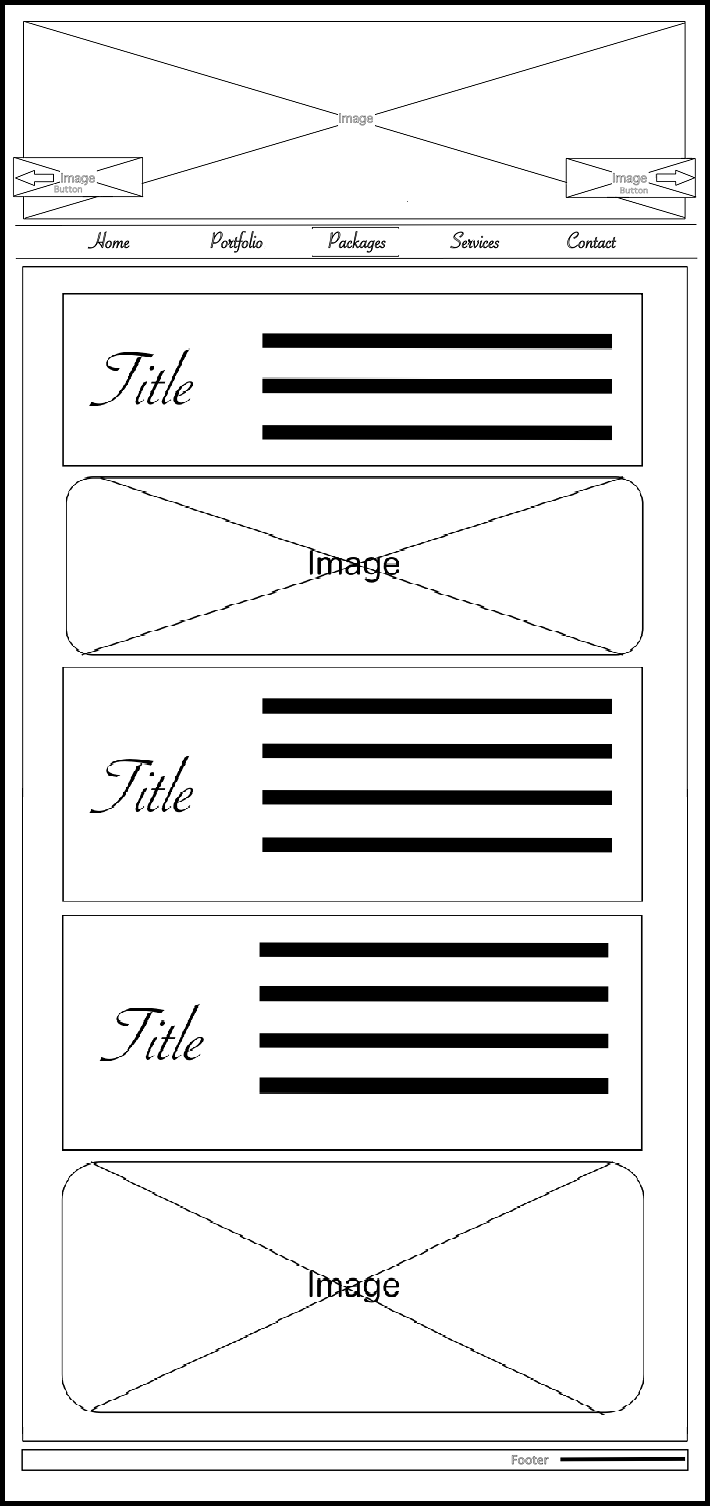 Image
Image
Button
Image
Button
Home Portfolio Packages Services Contact
Title
Image
Title
Title
Image
Footer